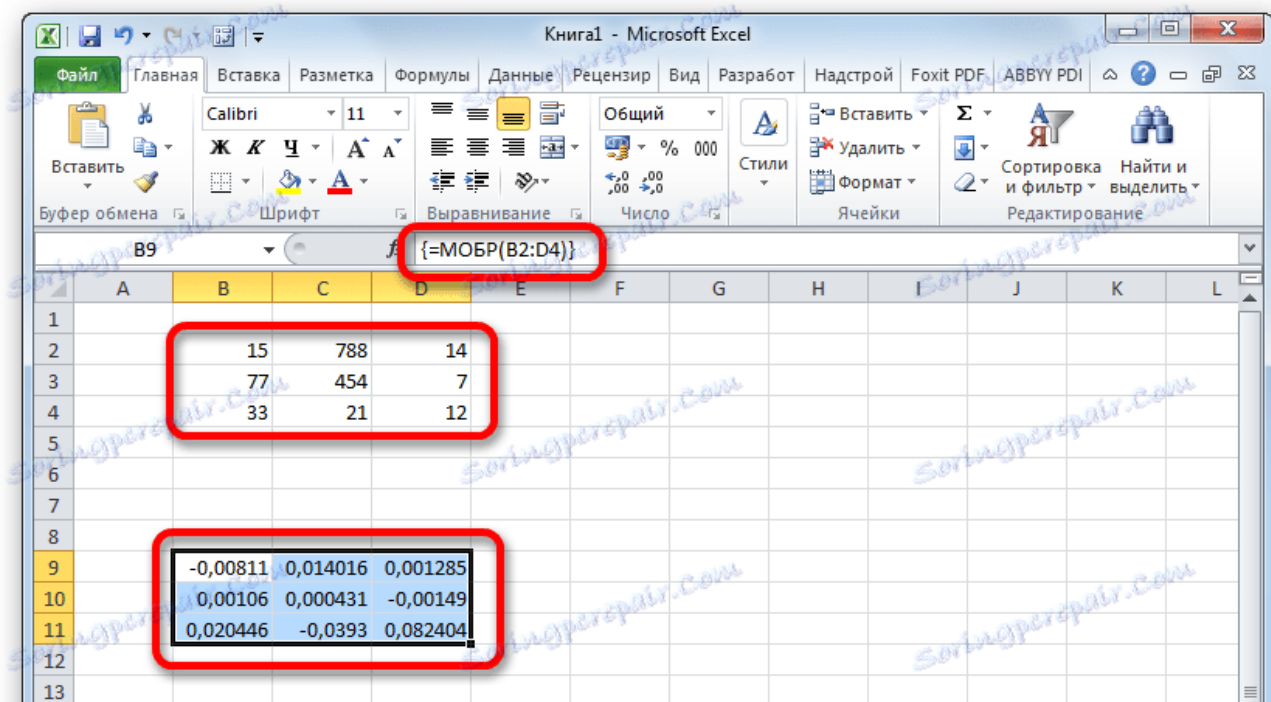 Книга1 - Microsoft Excel
Файл Главная Вставка Разметка Формулы Данные Рецензир Вид Разработ Надстрой Foxit PDF ABBYY PDI
Calibri 11 Общий Вставить Σ
Ж К Ч % 000 Удалить
Вставить Стили Формат Сортировка и фильтр Найти и выделить
Буфер обмена Шрифт Выравнивание Число Ячейки Редактирование
B9 {=МОБР(B2:D4)}
A B C D E F G H I J K L
1
2 15 788 14
3 77 454 7
4 33 21 12
5
6
7
8
9 -0,00811 0,014016 0,001285
10 0,00106 0,000431 -0,00149
11 0,020446 -0,0393 0,082404
12
13